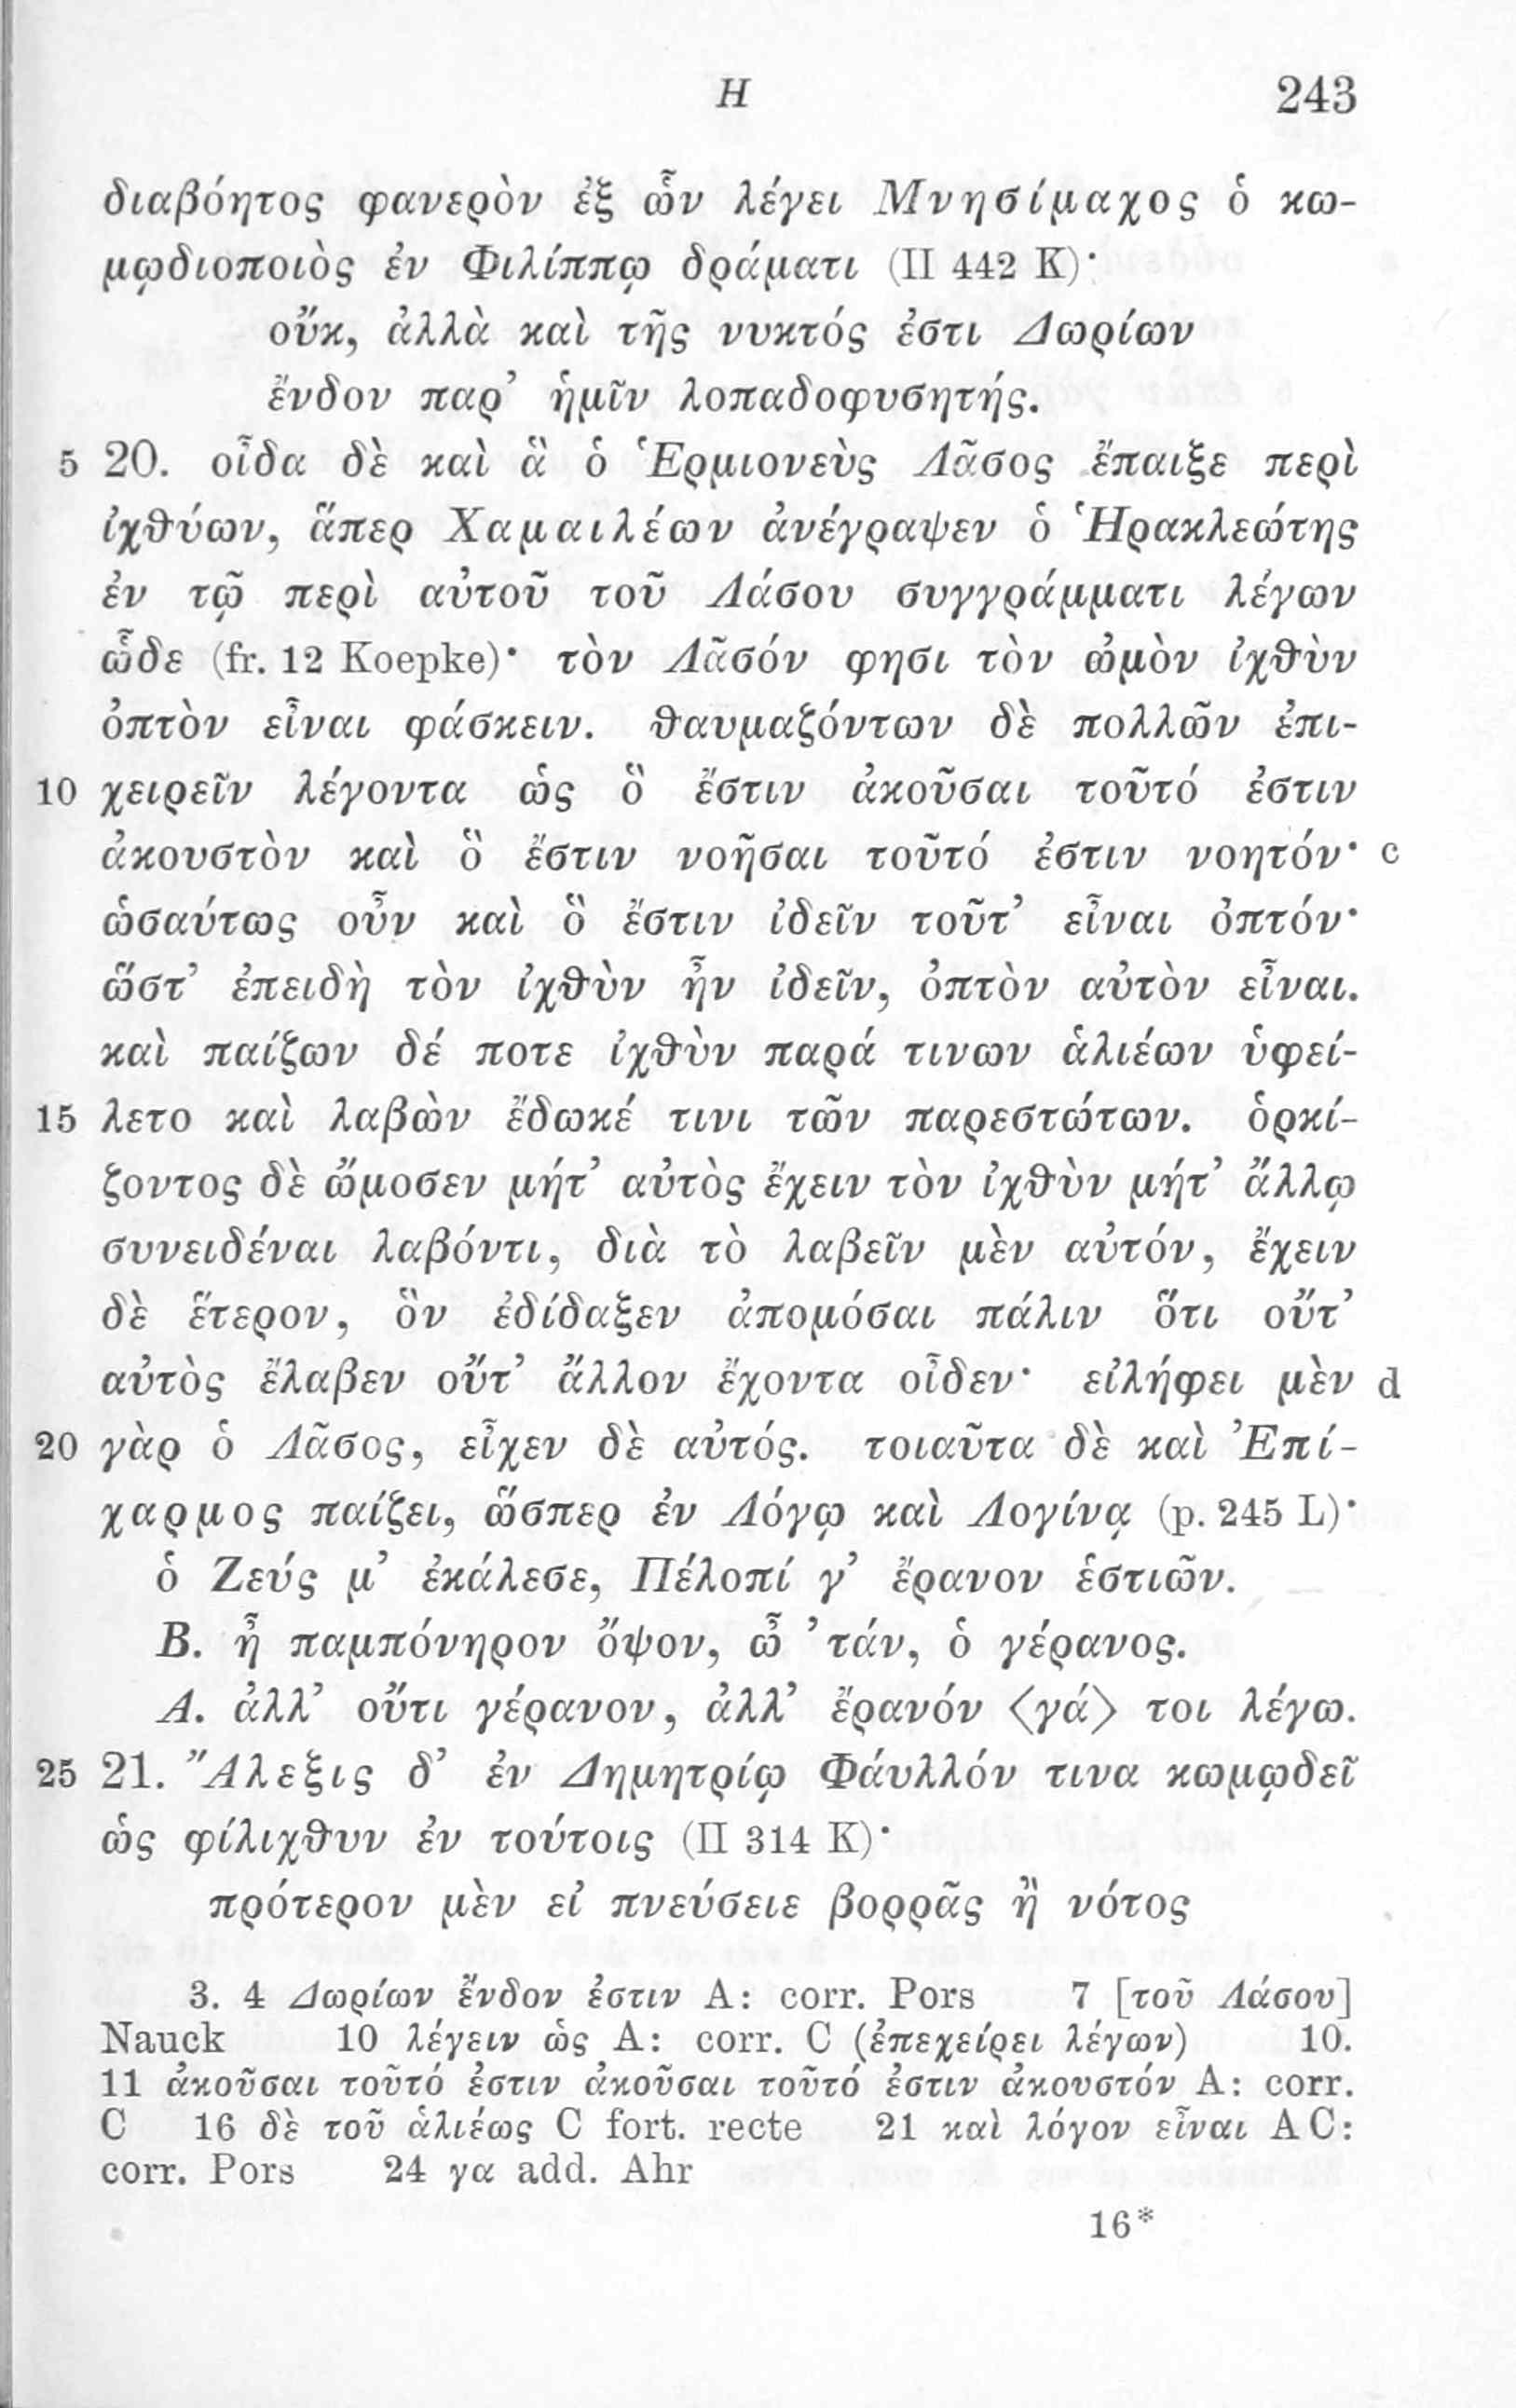 H 243
διαβόητος φανερὸν ἐξ ὧν λέγει Μνησίμαχος ὁ κω-
μῳδιοποιὸς ἐν Φιλίππῳ δράματι (II 442 K)·
οὔκ, ἀλλὰ καὶ τῆς νυκτός ἐστι Δωρίων
ἔνδον παρ’ ἡμῖν λοπαδοφυσητής.
5 20. οἶδα δὲ καὶ ἃ ὁ Ἑρμιονεὺς Λᾶσος ἔπαιξε περὶ
ἰχθύων, ἅπερ Χαμαιλέων ἀνέγραψεν ὁ Ἡρακλεώτης
ἐν τῷ περὶ αὐτοῦ τοῦ Λάσου συγγράμματι λέγων
ὧδε (fr. 12 Koepke)· τὸν Λᾶσόν φησι τὸν ὠμὸν ἰχθὺν
ὀπτὸν εἶναι φάσκειν. θαυμαζόντων δὲ πολλῶν ἐπι-
10 χειρεῖν λέγοντα ὡς ὃ ἔστιν ἀκοῦσαι τοῦτό ἐστιν
ἀκουστὸν καὶ ὃ ἔστιν νοῆσαι τοῦτό ἐστιν νοητόν· c
ὡσαύτως οὖν καὶ ὃ ἔστιν ἰδεῖν τοῦτ’ εἶναι ὀπτόν·
ὥστ’ ἐπειδὴ τὸν ἰχθὺν ἦν ἰδεῖν, ὀπτὸν αὐτὸν εἶναι.
καὶ παίζων δέ ποτε ἰχθὺν παρά τινων ἁλιέων ὑφεί-
15 λετο καὶ λαβὼν ἔδωκέ τινι τῶν παρεστώτων. ὁρκί-
ζοντος δὲ ὤμοσεν μήτ’ αὐτὸς ἔχειν τὸν ἰχθὺν μήτ’ ἄλλῳ
συνειδέναι λαβόντι, διὰ τὸ λαβεῖν μὲν αὐτόν, ἔχειν
δὲ ἕτερον, ὃν ἐδίδαξεν ἀπομόσαι πάλιν ὅτι οὔτ’
αὐτὸς ἔλαβεν οὔτ’ ἄλλον ἔχοντα οἶδεν· εἰλήφει μὲν d
20 γὰρ ὁ Λᾶσος, εἶχεν δὲ αὐτός. τοιαῦτα δὲ καὶ Ἐπί-
χαρμος παίζει, ὥσπερ ἐν Λόγῳ καὶ Λογίνᾳ (p. 245 L)·
ὁ Ζεύς μ’ ἐκάλεσε, Πέλοπί γ’ ἔρανον ἑστιῶν.
B. ἦ παμπόνηρον ὄψον, ὦ ’τάν, ὁ γέρανος.
A. ἀλλ’ οὔτι γέρανον, ἀλλ’ ἔρανόν &lt;γά&gt; τοι λέγω.
25 21. Ἄλεξις δ’ ἐν Δημητρίῳ Φάυλλόν τινα κωμῳδεῖ
ὡς φίλιχθυν ἐν τούτοις (II 314 K)·
πρότερον μὲν εἰ πνεύσειε βορρᾶς ἢ νότος
3. 4 Δωρίων ἔνδον ἐστιν A: corr. Pors 7 [τοῦ Λάσου]
Nauck 10 λέγειν ὡς A: corr. C (ἐπεχείρει λέγων) 10.
11 ἀκοῦσαι τοῦτό ἐστιν ἀκοῦσαι τοῦτό ἐστιν ἀκουστόν A: corr.
C 16 δὲ τοῦ ἁλιέως C fort. recte 21 καὶ λόγον εἶναι AC:
corr. Pors 24 γα add. Ahr
16*